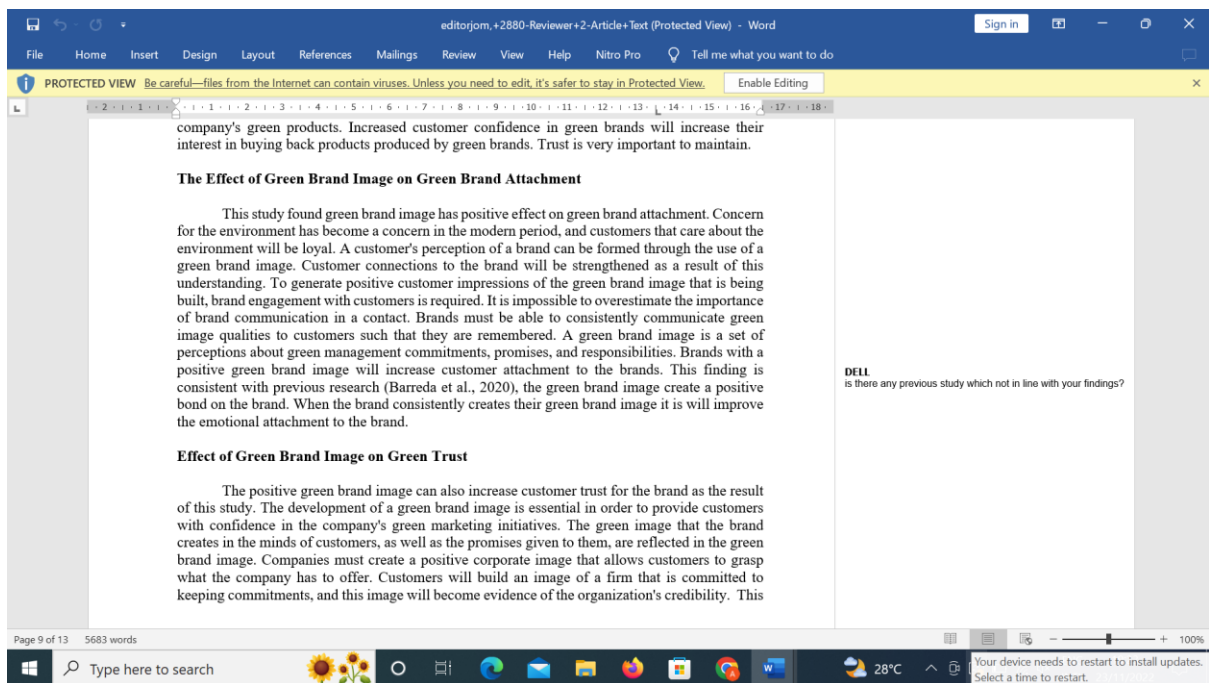 editorjom,+2880-Reviewer+2-Article+Text (Protected View) - Word
Sign in
File Home Insert Design Layout References Mailings Review View Help Nitro Pro Tell me what you want to do
PROTECTED VIEW Be careful—files from the Internet can contain viruses. Unless you need to edit, it's safer to stay in Protected View. Enable Editing
2 1 1 2 3 4 5 6 7 8 9 10 11 12 13 14 15 16 17 18
company's green products. Increased customer confidence in green brands will increase their
interest in buying back products produced by green brands. Trust is very important to maintain.
The Effect of Green Brand Image on Green Brand Attachment
This study found green brand image has positive effect on green brand attachment. Concern
for the environment has become a concern in the modern period, and customers that care about the
environment will be loyal. A customer's perception of a brand can be formed through the use of a
green brand image. Customer connections to the brand will be strengthened as a result of this
understanding. To generate positive customer impressions of the green brand image that is being
built, brand engagement with customers is required. It is impossible to overestimate the importance
of brand communication in a contact. Brands must be able to consistently communicate green
image qualities to customers such that they are remembered. A green brand image is a set of
perceptions about green management commitments, promises, and responsibilities. Brands with a
positive green brand image will increase customer attachment to the brands. This finding is
consistent with previous research (Barreda et al., 2020), the green brand image create a positive
bond on the brand. When the brand consistently creates their green brand image it is will improve
the emotional attachment to the brand.
DELL
is there any previous study which not in line with your findings?
Effect of Green Brand Image on Green Trust
The positive green brand image can also increase customer trust for the brand as the result
of this study. The development of a green brand image is essential in order to provide customers
with confidence in the company's green marketing initiatives. The green image that the brand
creates in the minds of customers, as well as the promises given to them, are reflected in the green
brand image. Companies must create a positive corporate image that allows customers to grasp
what the company has to offer. Customers will build an image of a firm that is committed to
keeping commitments, and this image will become evidence of the organization's credibility. This
Page 9 of 13 5683 words
100%
Type here to search
28°C
Your device needs to restart to install updates.
Select a time to restart.